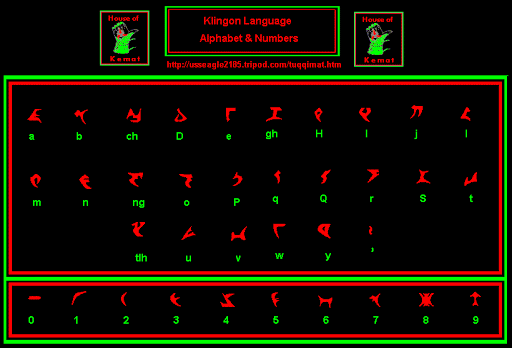 House of
Kemat
Klingon Language
Alphabet & Numbers
House of
Kemat
http://usseagle2185.tripod.com/tuqqimat.htm
a b ch D e gh H I j l
m n ng o P q Q r S t
tlh u v w y '
0 1 2 3 4 5 6 7 8 9